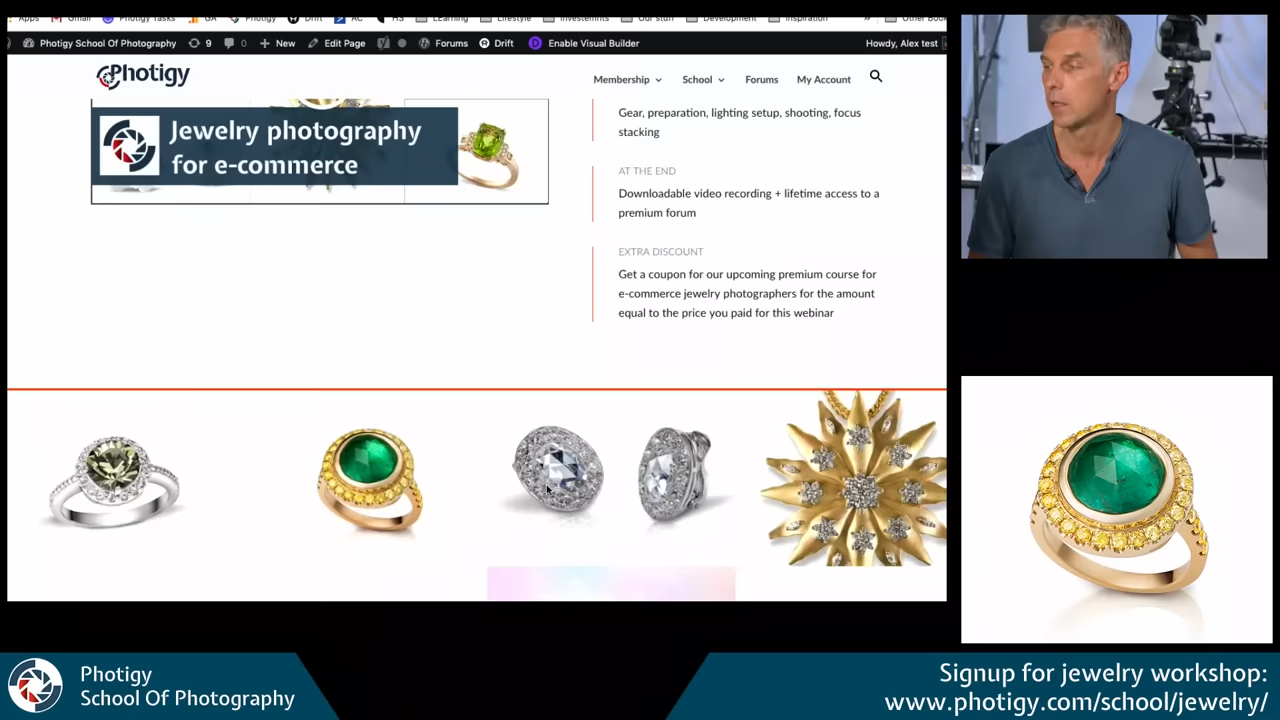 Apps Gmail Photigy Tasks GA Photigy Drift AC HS LEarning Lifestyle Investemnts Our stuff Development Inspiration » Other Book
Photigy School Of Photography 9 0 + New Edit Page Forums Drift Enable Visual Builder Howdy, Alex test
Photigy
Membership School Forums My Account
Jewelry photography
for e-commerce
Gear, preparation, lighting setup, shooting, focus
stacking
AT THE END
Downloadable video recording + lifetime access to a
premium forum
EXTRA DISCOUNT
Get a coupon for our upcoming premium course for
e-commerce jewelry photographers for the amount
equal to the price you paid for this webinar
Photigy
School Of Photography
Signup for jewelry workshop:
www.photigy.com/school/jewelry/